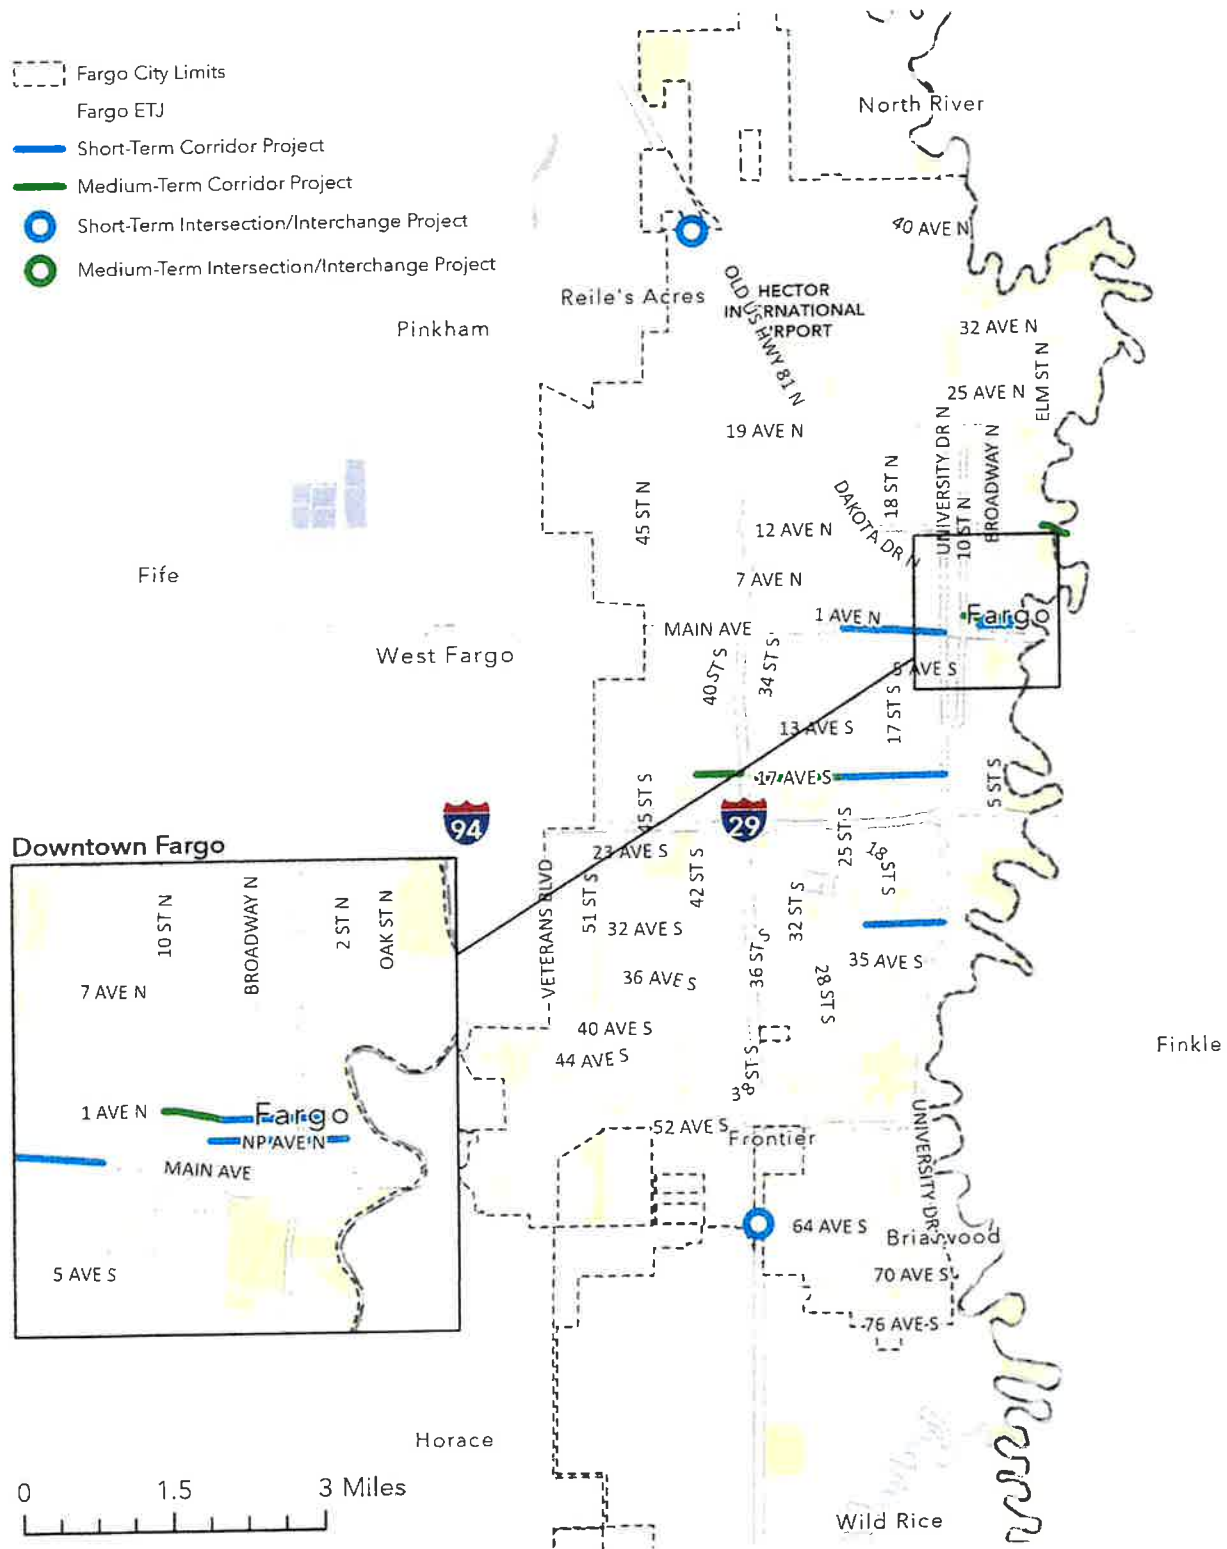 Fargo City Limits
Fargo ETJ
Short-Term Corridor Project
Medium-Term Corridor Project
Short-Term Intersection/Interchange Project
Medium-Term Intersection/Interchange Project
North River
40 AVE N
Reile's Acres
HECTOR
INTERNATIONAL
OLD US HWY 81 N
Pinkham
32 AVE N
ELM ST N
25 AVE N
19 AVE N
UNIVERSITY DR N
BROADWAY N
10 ST N
18 ST N
DAKOTA DR N
45 ST N
12 AVE N
7 AVE N
Fife
1 AVE N
Fargo
MAIN AVE
West Fargo
40 ST S
34 ST S
5 AVE S
17 ST S
13 AVE S
17 AVE S
45 ST S
5 ST S
94
29
25 ST S
18 ST S
23 AVE S
42 ST S
VETERANS BLVD
51 ST S
32 ST S
32 AVE S
36 ST S
35 AVE S
36 AVE S
28 ST S
40 AVE S
44 AVE S
38 ST S
Finkle
52 AVE S
Frontier
UNIVERSITY DR S
64 AVE S
Briarwood
70 AVE S
76 AVE S
Horace
Wild Rice
Downtown Fargo
10 ST N
BROADWAY N
2 ST N
OAK ST N
7 AVE N
1 AVE N
Fargo
NP AVE N
MAIN AVE
5 AVE S
0 1.5 3 Miles